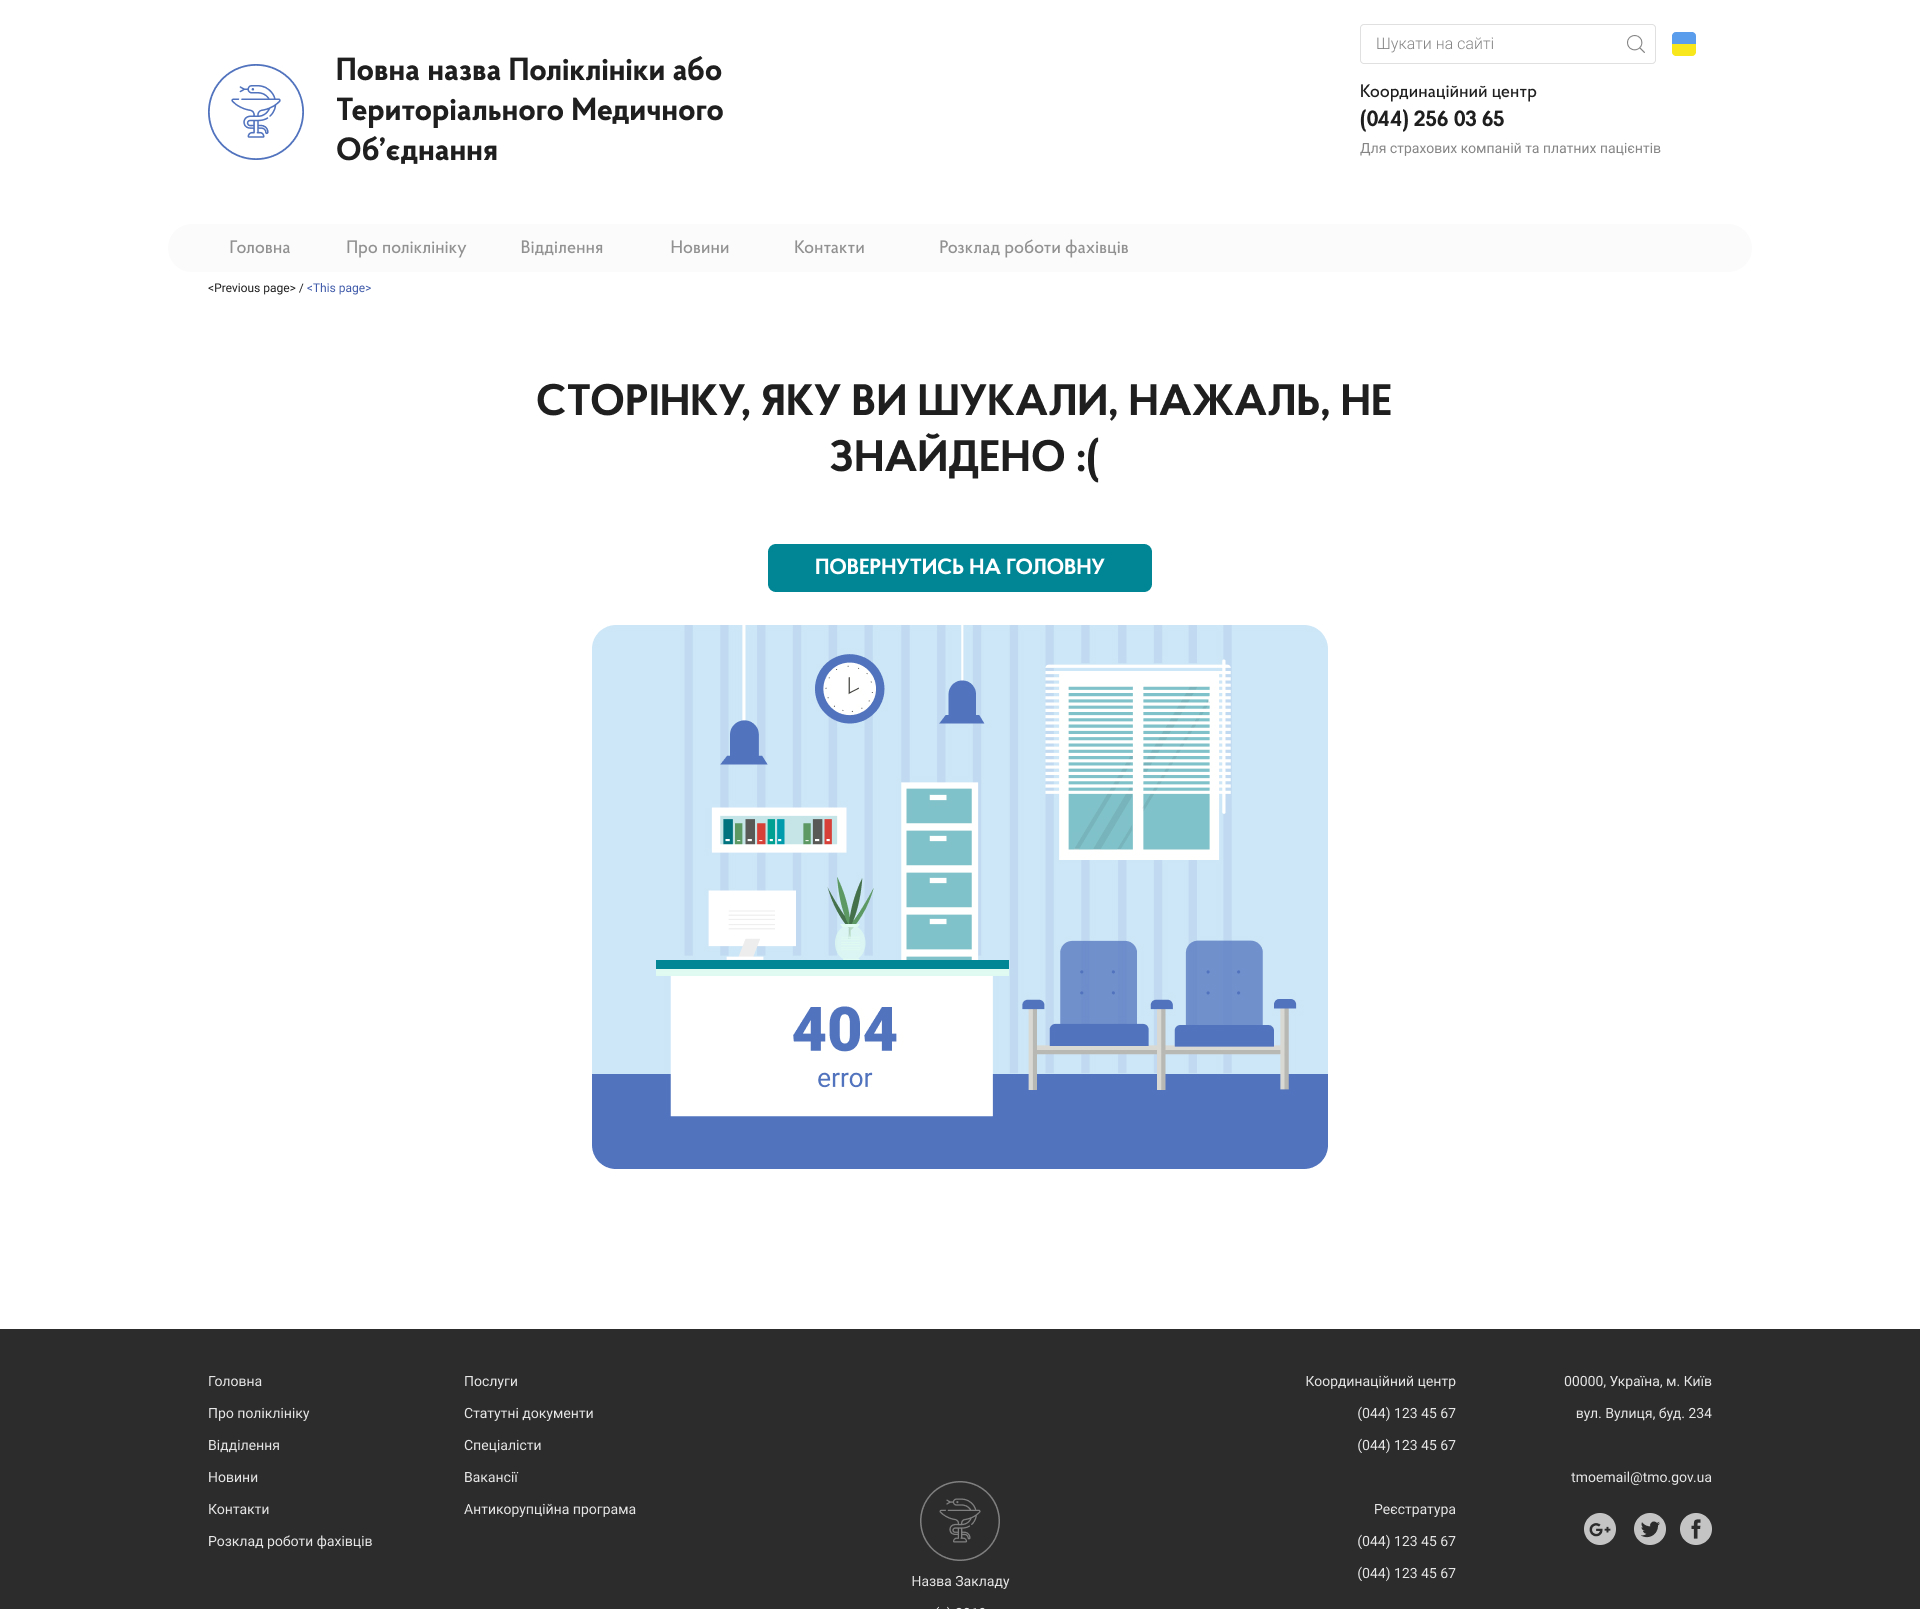 Шукати на сайті
Повна назва Поліклініки або
Територіального Медичного
Об’єднання
Координаційний центр
(044) 256 03 65
Для страхових компаній та платних пацієнтів
Головна
Про поліклініку
Відділення
Новини
Контакти
Розклад роботи фахівців
<Previous page> / <This page>
СТОРІНКУ, ЯКУ ВИ ШУКАЛИ, НАЖАЛЬ, НЕ
ЗНАЙДЕНО :(
ПОВЕРНУТИСЬ НА ГОЛОВНУ
404
error
Головна
Про поліклініку
Відділення
Новини
Контакти
Розклад роботи фахівців
Послуги
Статутні документи
Спеціалісти
Вакансії
Антикорупційна програма
Назва Закладу
Координаційний центр
(044) 123 45 67
(044) 123 45 67
Реєстратура
(044) 123 45 67
(044) 123 45 67
00000, Україна, м. Київ
вул. Вулиця, буд. 234
tmoemail@tmo.gov.ua